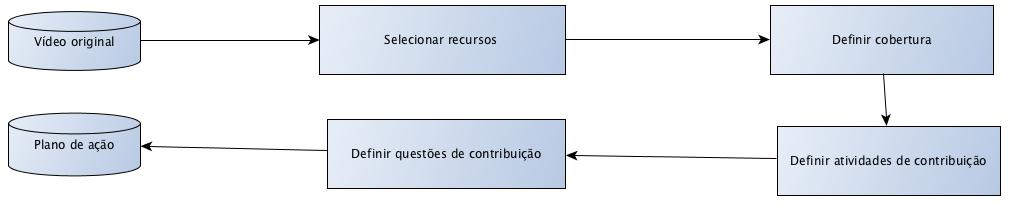 Vídeo original
Selecionar recursos
Definir cobertura
Definir atividades de contribuição
Definir questões de contribuição
Plano de ação